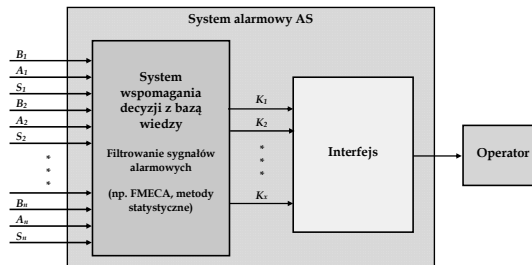 System alarmowy AS
B1
A1
S1
B2
A2
S2
*
*
*
Bn
An
Sn
System
wspomagania
decyzji z bazą
wiedzy
Filtrowanie sygnałów
alarmowych
(np. FMECA, metody
statystyczne)
K1
K2
*
*
*
Kx
Interfejs
Operator